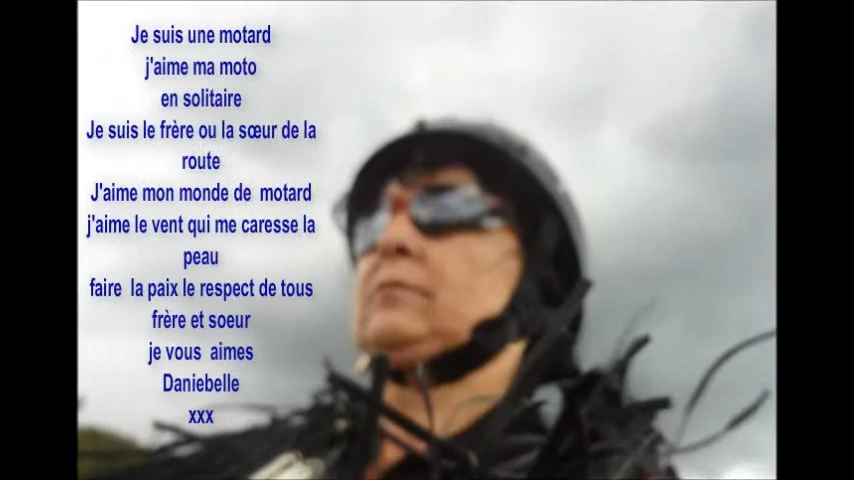 Je suis une motard
j'aime ma moto
en solitaire
Je suis le frère ou la sœur de la
route
J'aime mon monde de motard
j'aime le vent qui me caresse la
peau
faire la paix le respect de tous
frère et soeur
je vous aimes
Daniebelle
xxx